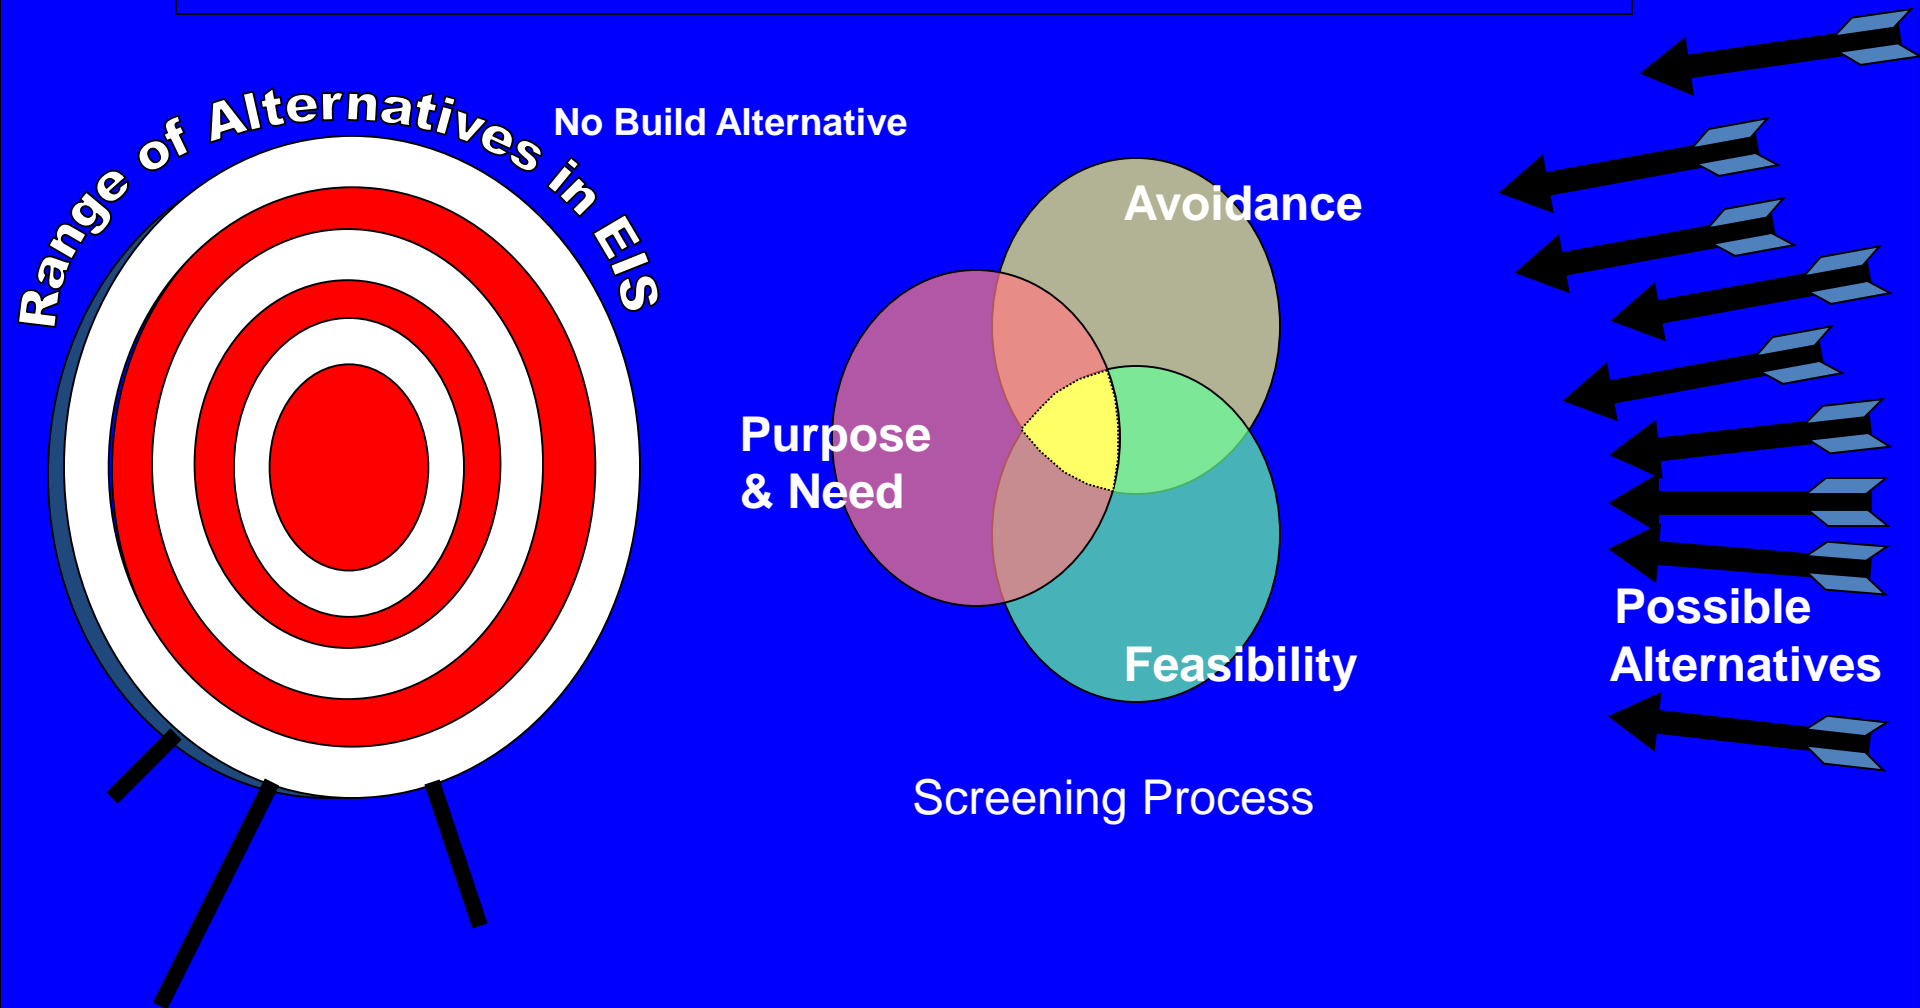 Range of Alternatives in EIS
No Build Alternative
Avoidance
Purpose
& Need
Feasibility
Possible
Alternatives
Screening Process